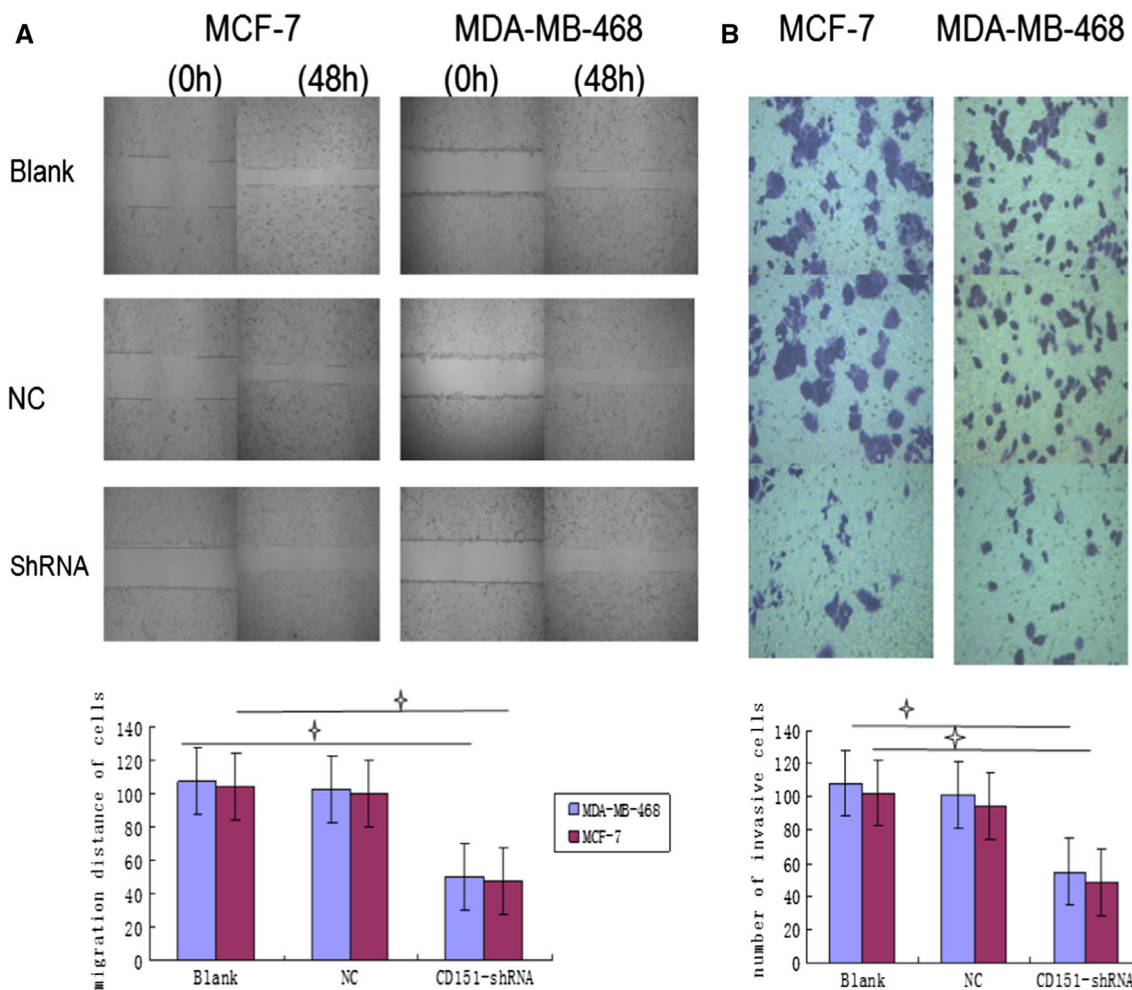 A
MCF-7
MDA-MB-468
(0h)
(48h)
(0h)
(48h)
Blank
NC
ShRNA
migration distance of cells
140
120
100
80
60
40
20
0
Blank
NC
CD151-shRNA
MDA-MB-468
MCF-7
B
MCF-7
MDA-MB-468
number of invasive cells
140
120
100
80
60
40
20
0
Blank
NC
CD151-shRNA